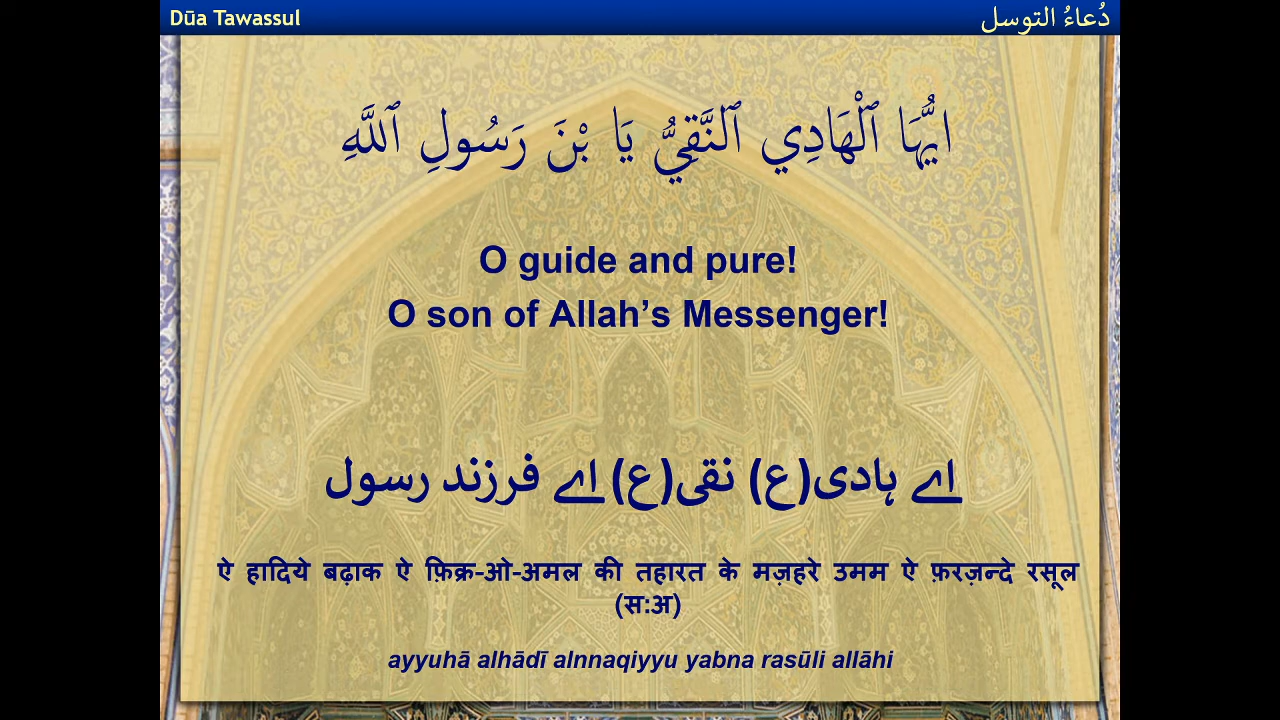 Dūa Tawassul
دُعاءُ التوسل
ايُّهَا ٱلْهَادِي ٱلنَّقِيُّ يَا بْنَ رَسُولِ ٱللَّهِ
O guide and pure!
O son of Allah’s Messenger!
اے ہادی(ع) نقی(ع) اے فرزند رسول
ऐ हादिये बढ़ाक ऐ फ़िक्र-ओ-अमल की तहारत के मज़हरे उमम ऐ फ़रज़न्दे रसूल
(स:अ)
ayyuhā alhādī alnnaqiyyu yabna rasūli allāhi